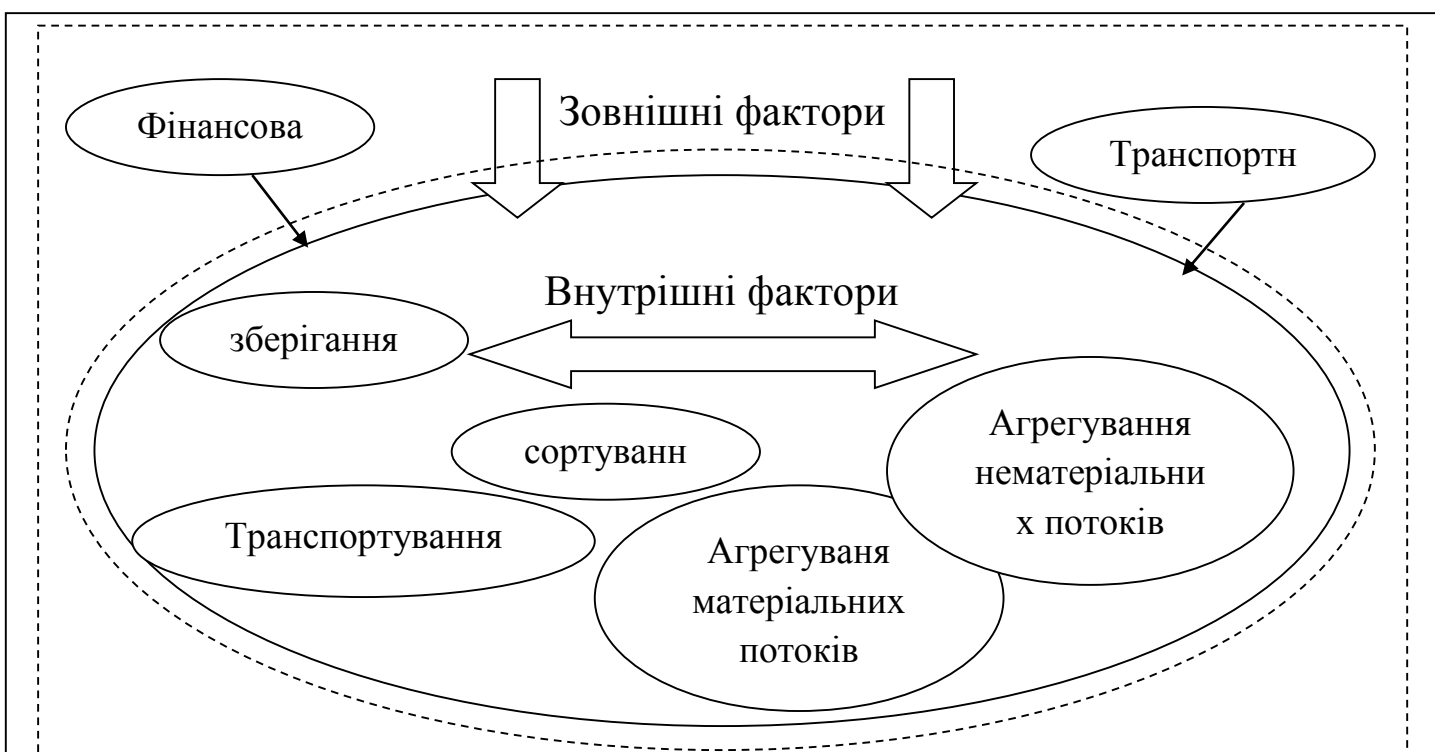 Зовнішні фактори
Фінансова
Транспортн
Внутрішні фактори
зберігання
Агрегування
нематеріальни
х потоків
сортуванн
Транспортування
Агрегуваня
матеріальних
потоків